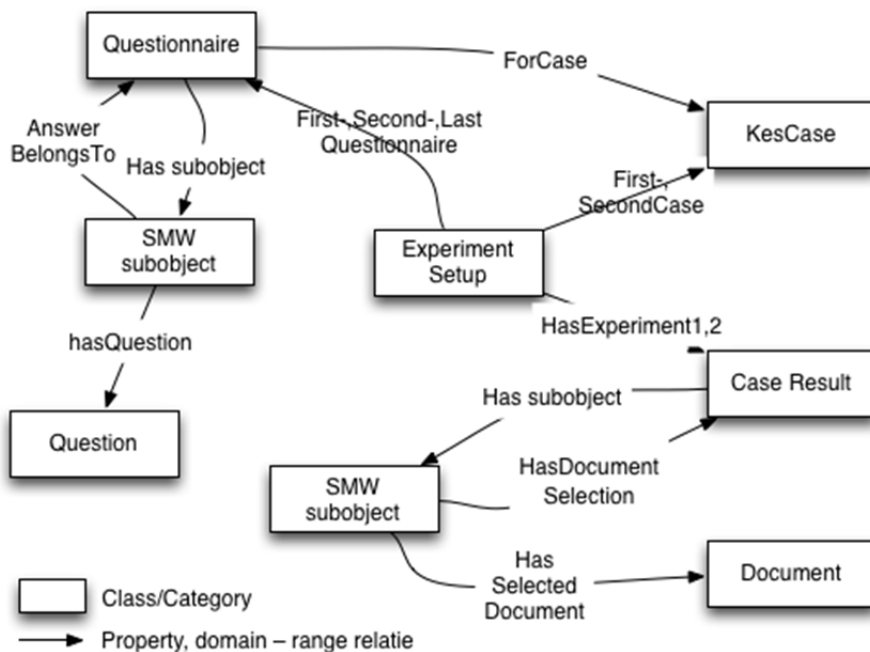 Questionnaire
ForCase
KesCase
First-,Second-,Last
Questionnaire
Answer
BelongsTo
Has subobject
First-,
SecondCase
SMW
subobject
Experiment
Setup
HasExperiment1,2
hasQuestion
Case Result
Has subobject
Question
HasDocument
Selection
SMW
subobject
Has
Selected
Document
Document
Class/Category
Property, domain – range relatie